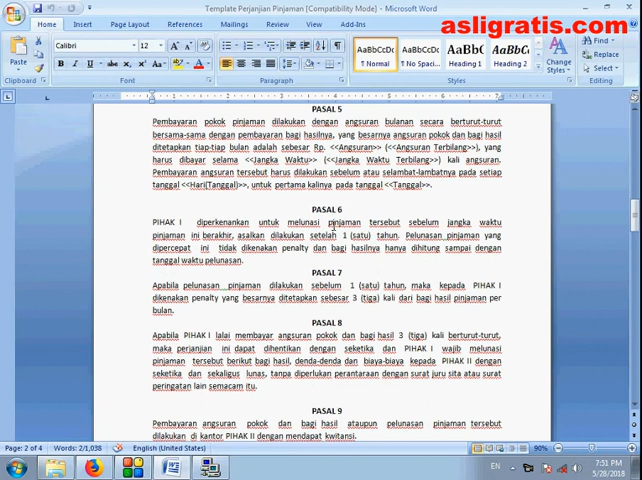 Template Perjanjian Pinjaman [Compatibility Mode] - Microsoft Word
asligratis.com
Home Insert Page Layout References Mailings Review View Add-Ins
Calibri 12
Paste
B I U
AaBbCcDc AaBbCcDc AaBbC AaBbCc
¶ Normal ¶ No Spaci...
Change Styles
Find
Replace
Select
Clipboard Font Paragraph Styles Editing
PASAL 5
Pembayaran pokok pinjaman dilakukan dengan angsuran bulanan secara berturut-turut
bersama-sama dengan pembayaran bagi hasilnya, yang besarnya angsuran pokok dan bagi hasil
ditetapkan tiap-tiap bulan adalah sebesar Rp. <<Angsuran>> (<<Angsuran Terbilang>>), yang
harus dibayar selama <<Jangka Waktu>> (<<Jangka Waktu Terbilang>>) kali angsuran.
Pembayaran angsuran tersebut harus dilakukan sebelum atau selambat-lambatnya pada setiap
tanggal <<Hari(Tanggal>>, untuk pertama kalinya pada tanggal <<Tanggal>>.
PASAL 6
PIHAK I diperkenankan untuk melunasi pinjaman tersebut sebelum jangka waktu
pinjaman ini berakhir, asalkan dilakukan setelah 1 (satu) tahun. Pelunasan pinjaman yang
dipercepat ini tidak dikenakan penalty dan bagi hasilnya hanya dihitung sampai dengan
tanggal waktu pelunasan.
PASAL 7
Apabila pelunasan pinjaman dilakukan sebelum 1 (satu) tahun, maka kepada PIHAK I
dikenakan penalty yang besarnya ditetapkan sebesar 3 (tiga) kali dari bagi hasil pinjaman per
bulan.
PASAL 8
Apabila PIHAK I lalai membayar angsuran pokok dan bagi hasil 3 (tiga) kali berturut-turut,
maka perjanjian ini dapat dihentikan dengan seketika dan PIHAK I wajib melunasi
pinjaman tersebut berikut bagi hasil, denda-denda dan biaya-biaya kepada PIHAK II dengan
seketika dan sekaligus lunas, tanpa diperlukan perantaraan dengan surat juru sita atau surat
peringatan lain semacam itu.
PASAL 9
Pembayaran angsuran pokok dan bagi hasil ataupun pelunasan pinjaman tersebut
dilakukan di kantor PIHAK II dengan mendapat kwitansi.
Page: 2 of 4 Words: 2/1,038 English (United States) 90%
EN 7:51 PM
5/28/2018